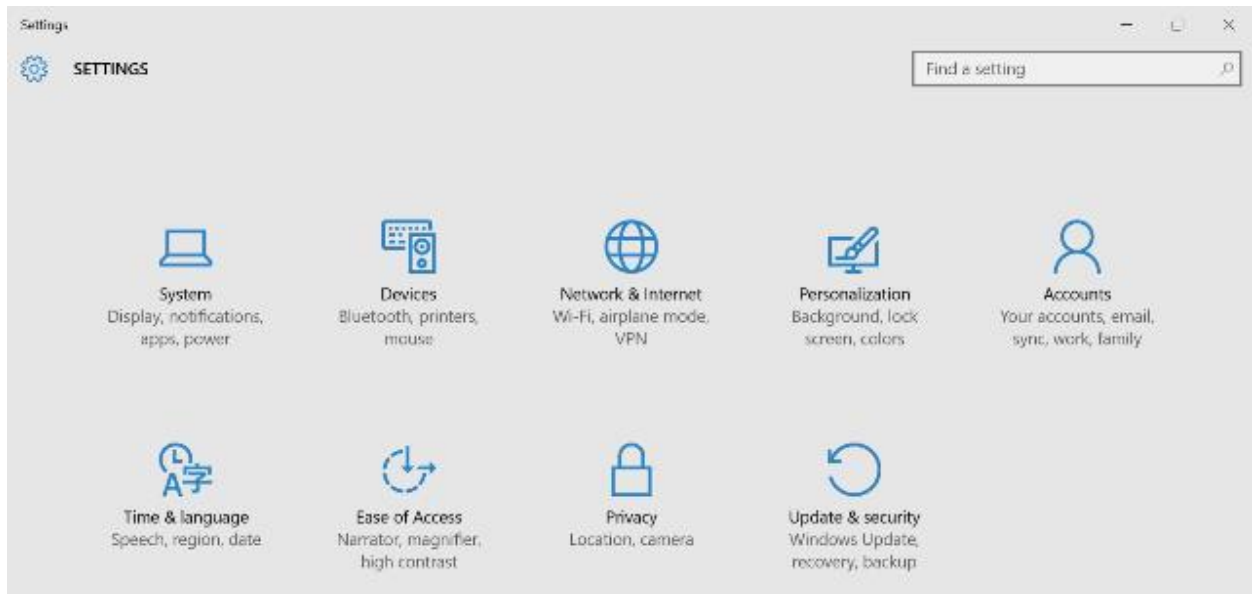 Settings
SETTINGS
Find a setting
System
Display, notifications,
apps, power
Devices
Bluetooth, printers,
mouse
Network & Internet
Wi-Fi, airplane mode,
VPN
Personalization
Background, lock
screen, colors
Accounts
Your accounts, email,
sync, work, family
Time & language
Speech, region, date
Ease of Access
Narrator, magnifier,
high contrast
Privacy
Location, camera
Update & security
Windows Update,
recovery, backup